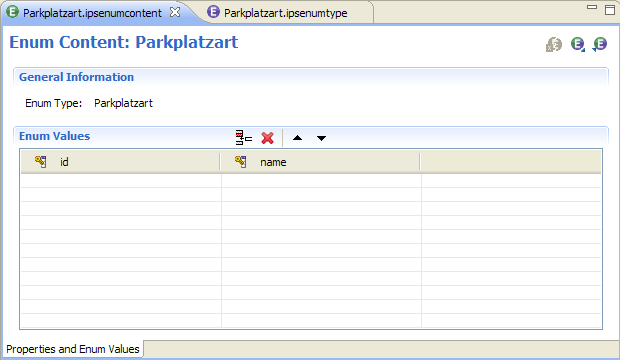 Parkplatzart.ipsenumcontent Parkplatzart.ipsenumtype
Enum Content: Parkplatzart
General Information
Enum Type: Parkplatzart
Enum Values
id name
Properties and Enum Values